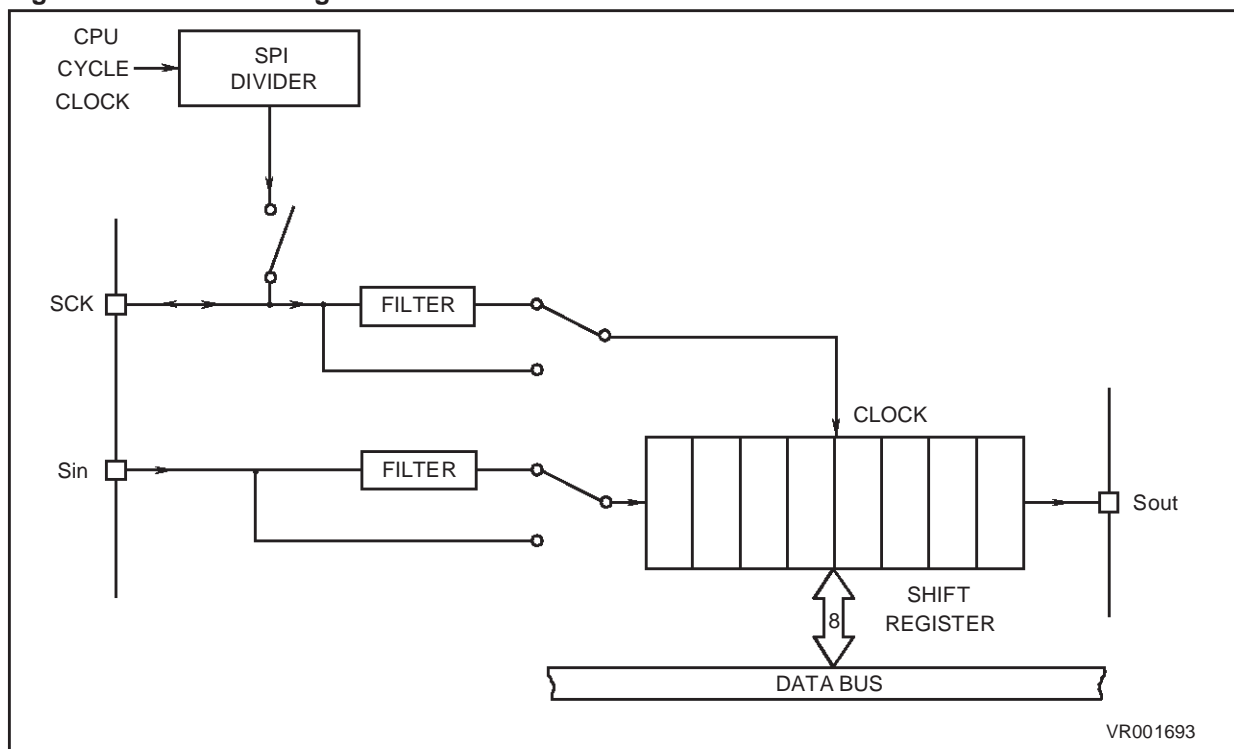 CPU
CYCLE
CLOCK
SPI
DIVIDER
SCK
FILTER
CLOCK
Sin
FILTER
Sout
SHIFT
REGISTER
8
DATA BUS
VR001693